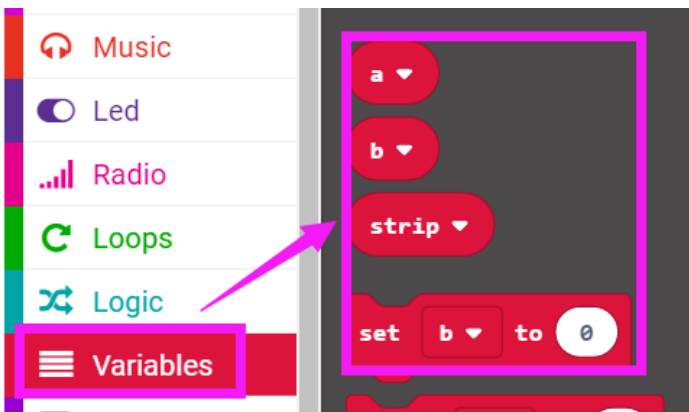 Music
Led
Radio
Loops
Logic
Variables
a
b
strip
set b to 0